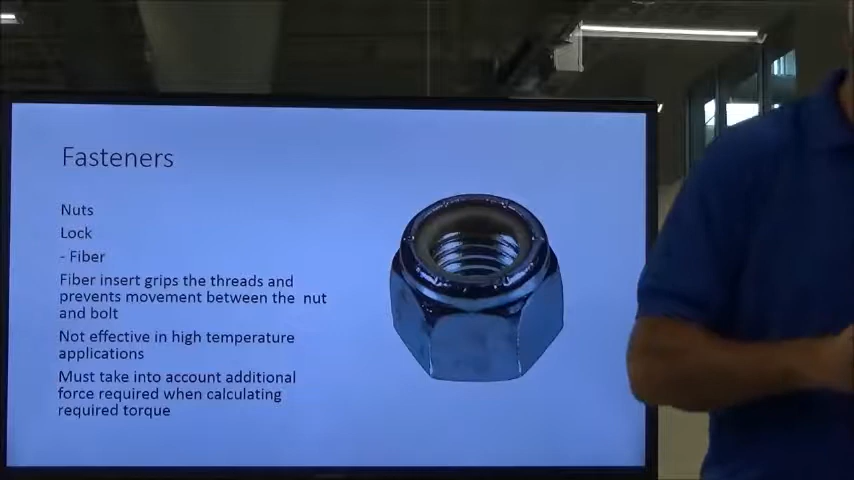 Fasteners
Nuts
Lock
- Fiber
Fiber insert grips the threads and
prevents movement between the nut
and bolt
Not effective in high temperature
applications
Must take into account additional
force required when calculating
required torque